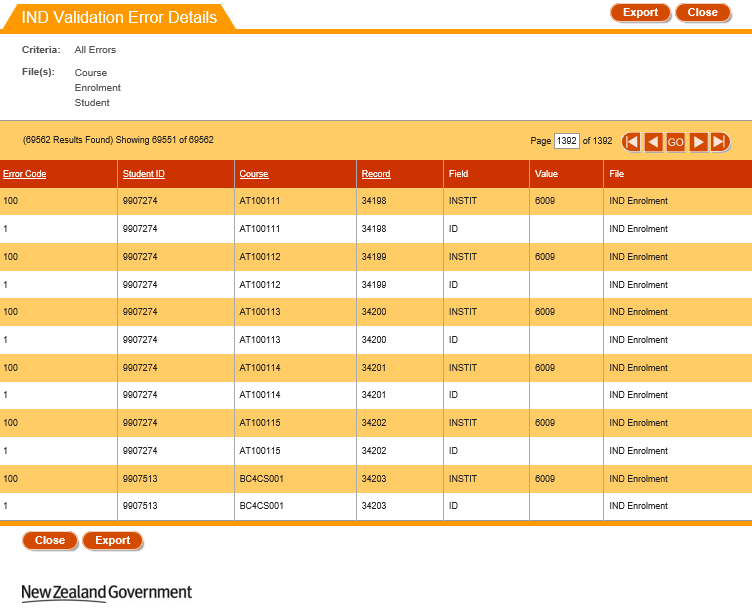 IND Validation Error Details
Export Close
Criteria: All Errors
File(s): Course
Enrolment
Student
(69562 Results Found) Showing 69551 of 69562 Page 1392 of 1392 GO
Error Code Student ID Course Record Field Value File
100 9907274 AT100111 34198 INSTIT 6009 IND Enrolment
1 9907274 AT100111 34198 ID IND Enrolment
100 9907274 AT100112 34199 INSTIT 6009 IND Enrolment
1 9907274 AT100112 34199 ID IND Enrolment
100 9907274 AT100113 34200 INSTIT 6009 IND Enrolment
1 9907274 AT100113 34200 ID IND Enrolment
100 9907274 AT100114 34201 INSTIT 6009 IND Enrolment
1 9907274 AT100114 34201 ID IND Enrolment
100 9907274 AT100115 34202 INSTIT 6009 IND Enrolment
1 9907274 AT100115 34202 ID IND Enrolment
100 9907513 BC4CS001 34203 INSTIT 6009 IND Enrolment
1 9907513 BC4CS001 34203 ID IND Enrolment
Close Export
New Zealand Government